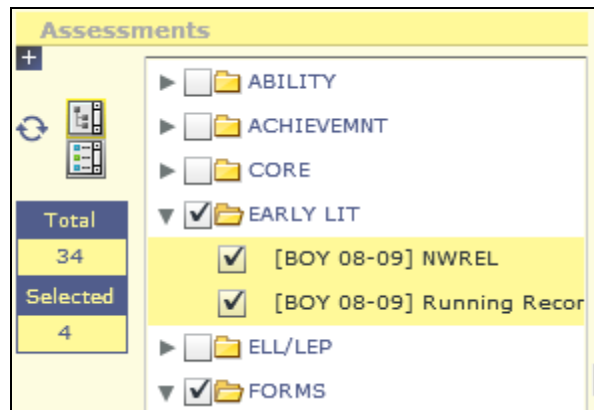 Assessments
ABILITY
ACHIEVEMNT
CORE
Total
EARLY LIT
34
[BOY 08-09] NWREL
Selected
[BOY 08-09] Running Recor
4
ELL/LEP
FORMS